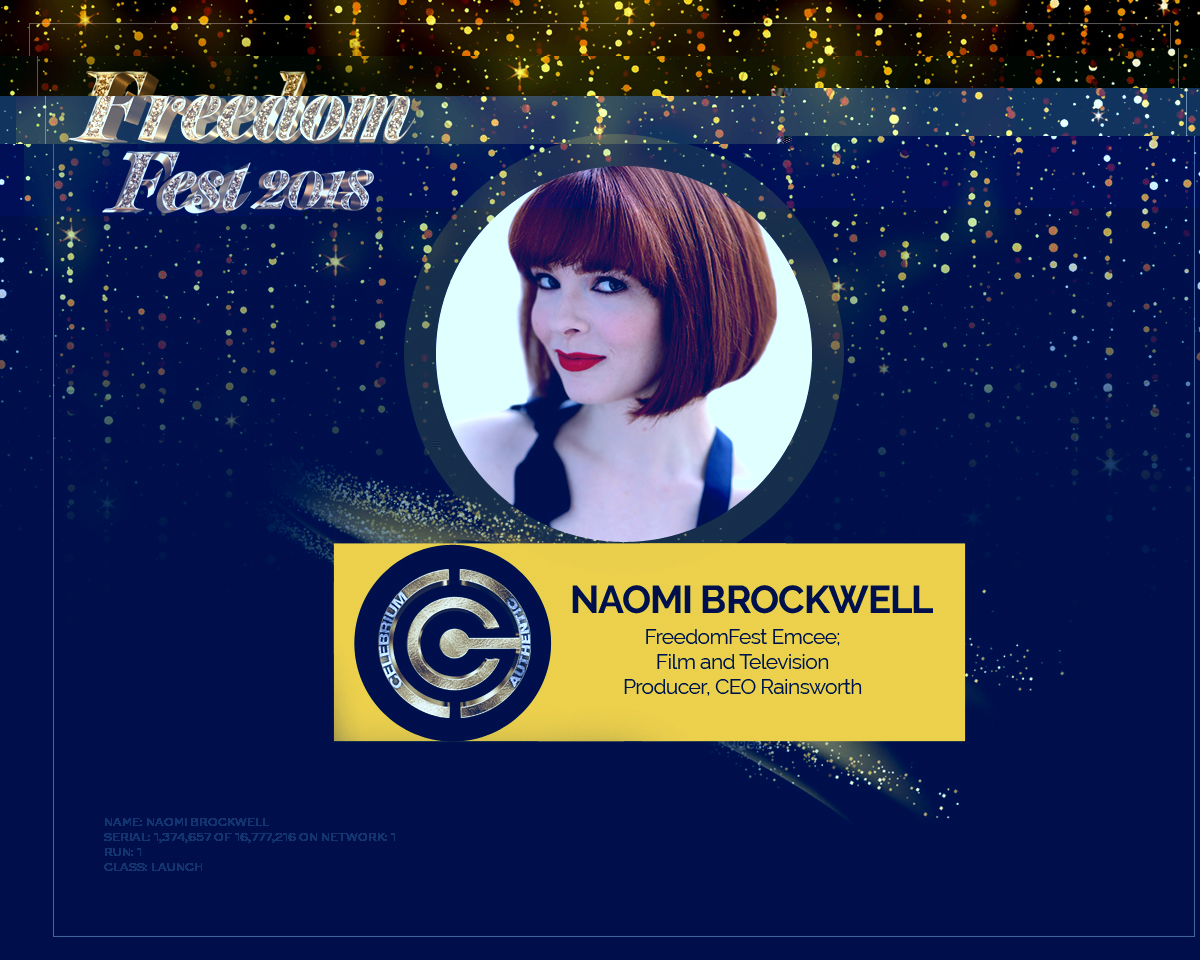 Freedom
Fest 2018
CELEBRIUM
AUTHENTIC
NAOMI BROCKWELL
FreedomFest Emcee;
Film and Television
Producer, CEO Rainsworth
NAME: NAOMI BROCKWELL
SERIAL: 1,374,657 OF 16,777,216 ON NETWORK: 1
RUN: 1
CLASS: LAUNCH